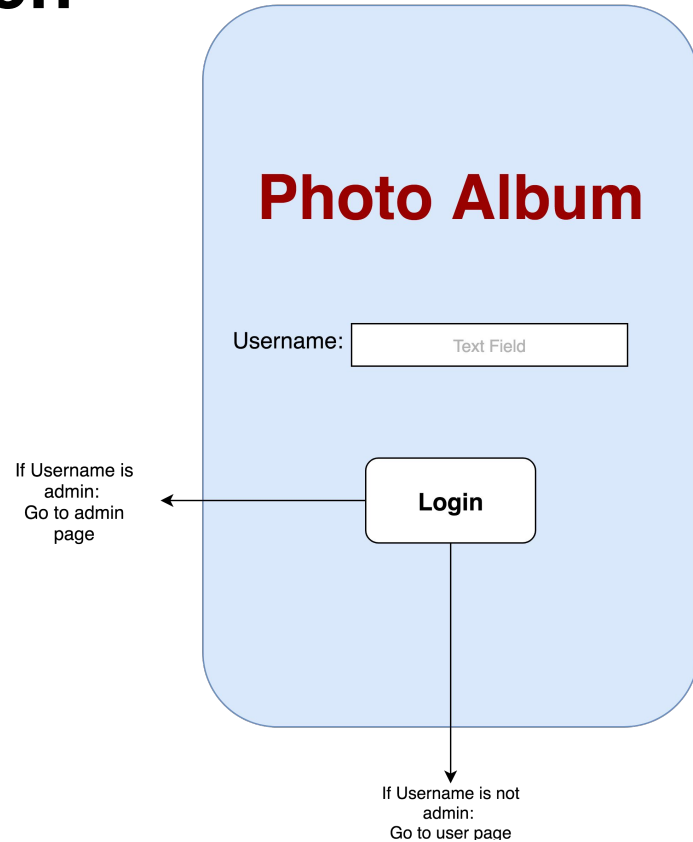 Photo Album
Username:
Text Field
Login
If Username is
admin:
Go to admin
page
If Username is not
admin:
Go to user page